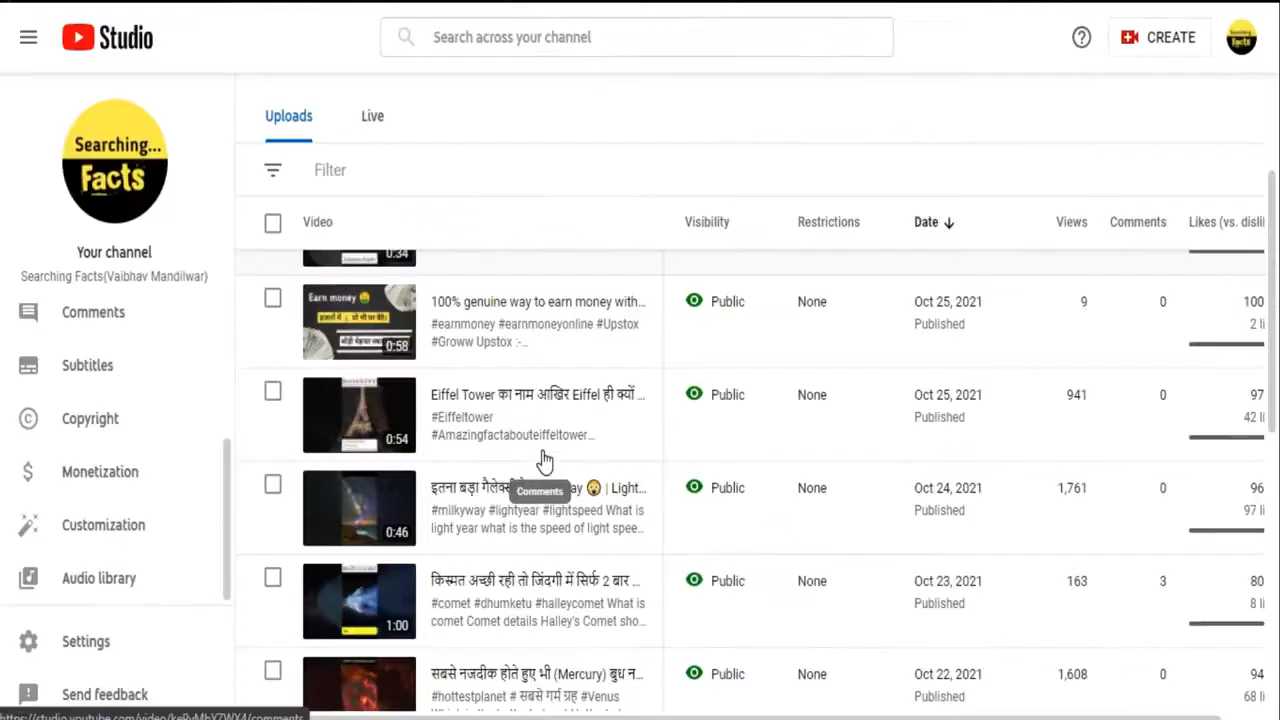 Studio
Search across your channel
CREATE
Searching...
Facts
Your channel
Searching Facts(Vaibhav Mandilwar)
Comments
Subtitles
Copyright
Monetization
Customization
Audio library
Settings
Send feedback
Uploads
Live
Filter
Video
Visibility
Restrictions
Date
Views
Comments
Likes (vs. disli
0:34
Earn money
0:58
100% genuine way to earn money with...
#earnmoney #earnmoneyonline #Upstox
#Groww Upstox :-...
Public
None
Oct 25, 2021
Published
9
0
100
2 li
0:54
Eiffel Tower का नाम आखिर Eiffel ही क्यों ...
#Eiffeltower
#Amazingfactabouteiffeltower...
Public
None
Oct 25, 2021
Published
941
0
97
42 li
Comments
0:46
इतना बड़ा गैलेक्सी ay 😲 | Light...
#milkyway #lightyear #lightspeed What is
light year what is the speed of light spee...
Public
None
Oct 24, 2021
Published
1,761
0
96
97 li
1:00
किस्मत अच्छी रही तो जिंदगी में सिर्फ 2 बार ...
#comet #dhumketu #halleycomet What is
comet Comet details Halley's Comet sho...
Public
None
Oct 23, 2021
Published
163
3
80
8 li
सबसे नजदीक होते हुए भी (Mercury) बुध न...
#hottestplanet # सबसे गर्म ग्रह #Venus
Public
None
Oct 22, 2021
Published
1,608
0
94
68 li